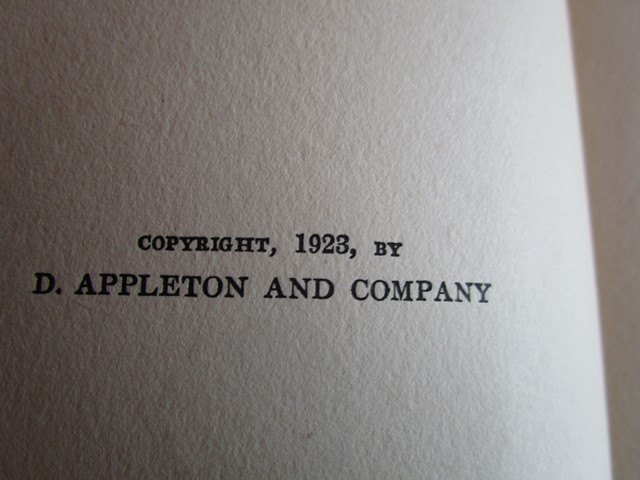 COPYRIGHT, 1923, BY
D. APPLETON AND COMPANY